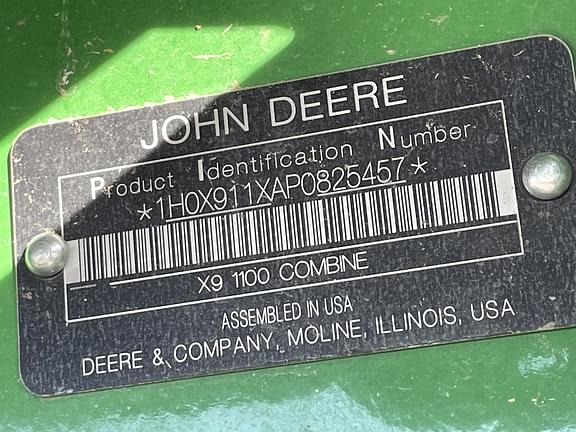 JOHN DEERE
Product Identification Number
*1H0X911XAP0825457*
X9 1100 COMBINE
ASSEMBLED IN USA
DEERE & COMPANY, MOLINE, ILLINOIS, USA